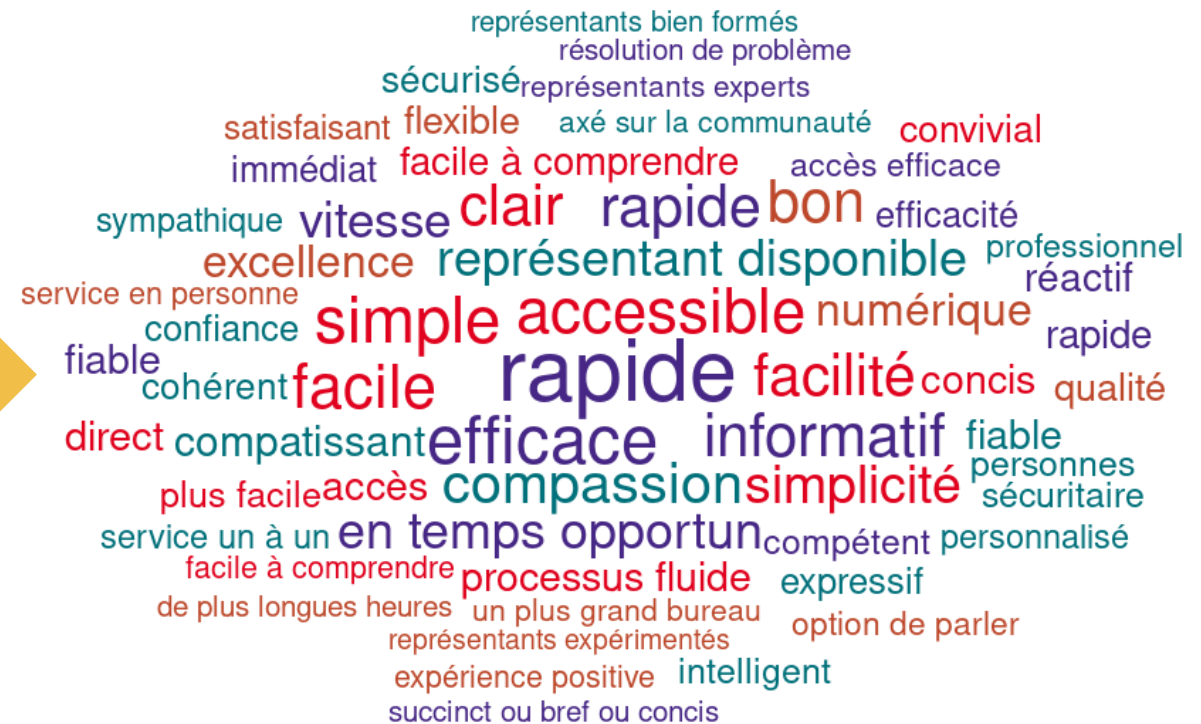 représentants bien formés
résolution de problème
sécurisé représentants experts
satisfaisant flexible axé sur la communauté convivial
immédiat facile à comprendre accès efficace
sympathique vitesse clair rapide bon efficacité
excellence représentant disponible professionnel
réactif
service en personne simple accessible numérique
confiance rapide
fiable rapide facilité concis qualité
cohérent facile
direct compatissant efficace informatif fiable
personnes
plus facile accès compassion simplicité sécuritaire
service un à un en temps opportun compétent personnalisé
facile à comprendre processus fluide expressif
de plus longues heures un plus grand bureau option de parler
représentants expérimentés
expérience positive intelligent
succinct ou bref ou concis